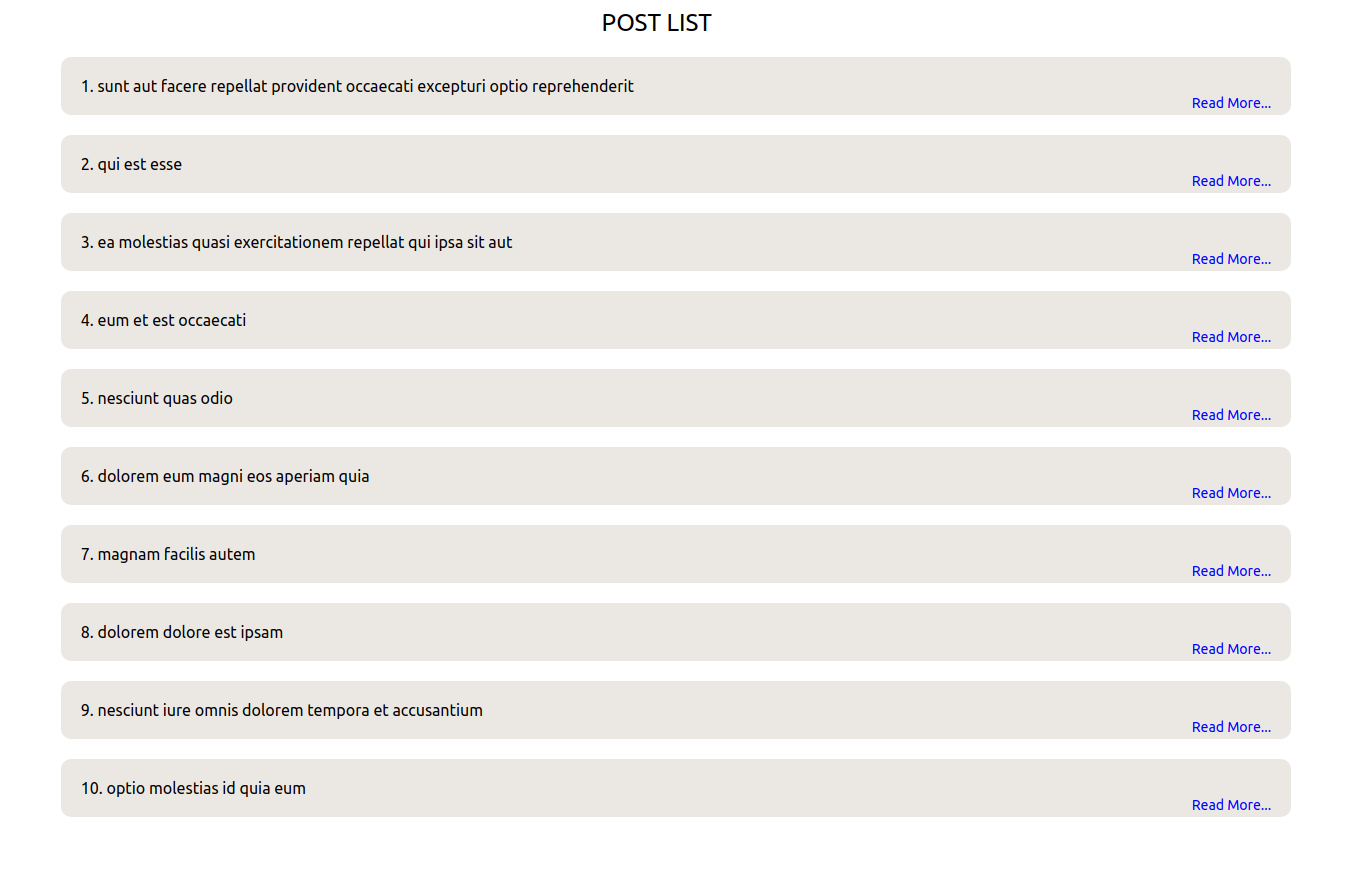 POST LIST
1. sunt aut facere repellat provident occaecati excepturi optio reprehenderit
Read More...
2. qui est esse
Read More...
3. ea molestias quasi exercitationem repellat qui ipsa sit aut
Read More...
4. eum et est occaecati
Read More...
5. nesciunt quas odio
Read More...
6. dolorem eum magni eos aperiam quia
Read More...
7. magnam facilis autem
Read More...
8. dolorem dolore est ipsam
Read More...
9. nesciunt iure omnis dolorem tempora et accusantium
Read More...
10. optio molestias id quia eum
Read More...